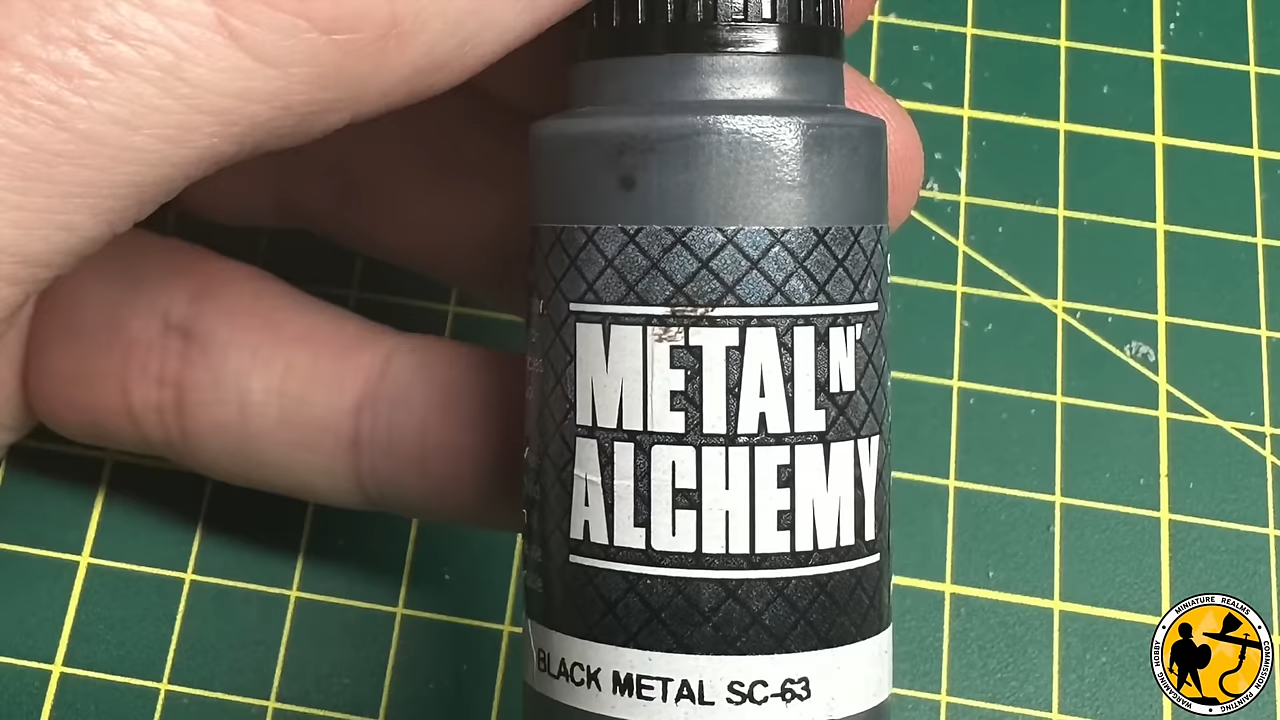 METAL N'
ALCHEMY
BLACK METAL SC-63
MINIATURE REALMS
WARGAMING HOBBY
COMMISSION PAINTING